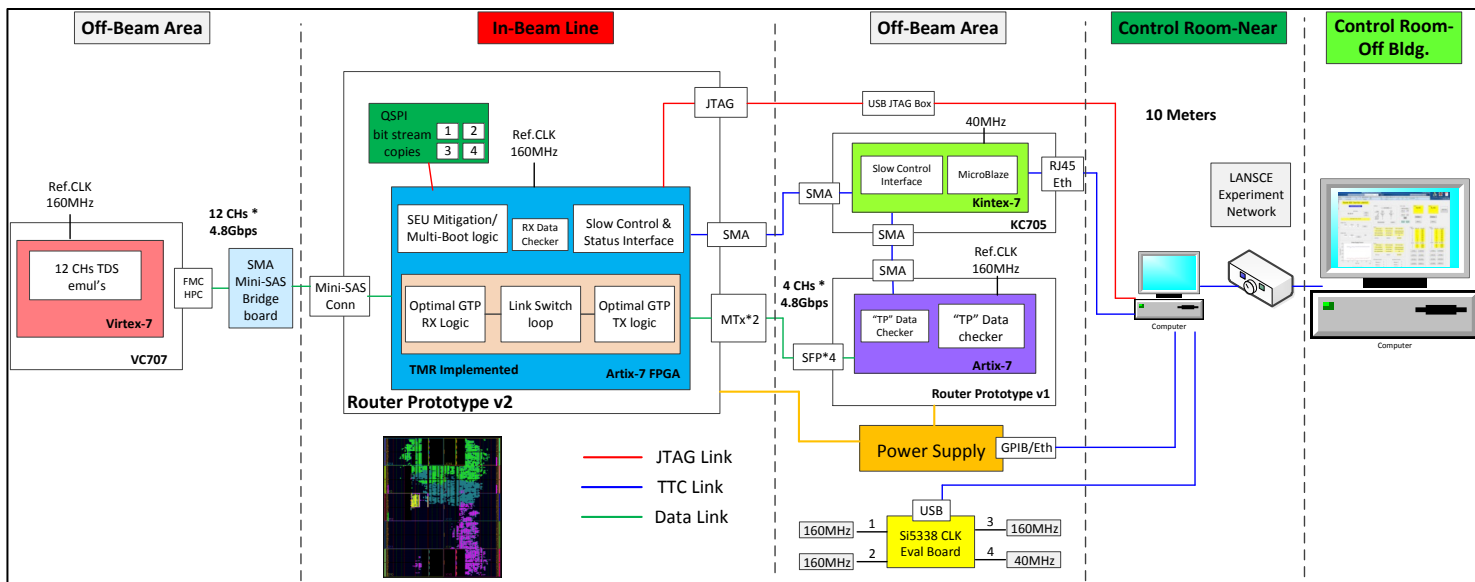 Off-Beam Area
In-Beam Line
Off-Beam Area
Control Room-Near
Control Room-
Off Bldg.
Ref.CLK
160MHz
12 CHs TDS
emul's
Virtex-7
VC707
FMC
HPC
12 CHs *
4.8Gbps
SMA
Mini-SAS
Bridge
board
Mini-SAS
Conn
QSPI
bit stream
copies
1
2
3
4
Ref.CLK
160MHz
SEU Mitigation/
Multi-Boot logic
RX Data
Checker
Slow Control &
Status Interface
Optimal GTP
RX Logic
Link Switch
loop
Optimal GTP
TX logic
TMR Implemented
Artix-7 FPGA
Router Prototype v2
JTAG
SMA
MTx*2
JTAG Link
TTC Link
Data Link
USB JTAG Box
40MHz
Slow Control
Interface
MicroBlaze
Kintex-7
KC705
SMA
RJ45
Eth
SMA
SMA
Ref.CLK
160MHz
4 CHs *
4.8Gbps
"TP" Data
Checker
"TP" Data
checker
Artix-7
SFP*4
Router Prototype v1
Power Supply
GPIB/Eth
USB
Si5338 CLK
Eval Board
160MHz
1
160MHz
2
3
160MHz
4
40MHz
10 Meters
LANSCE
Experiment
Network
Computer
Computer